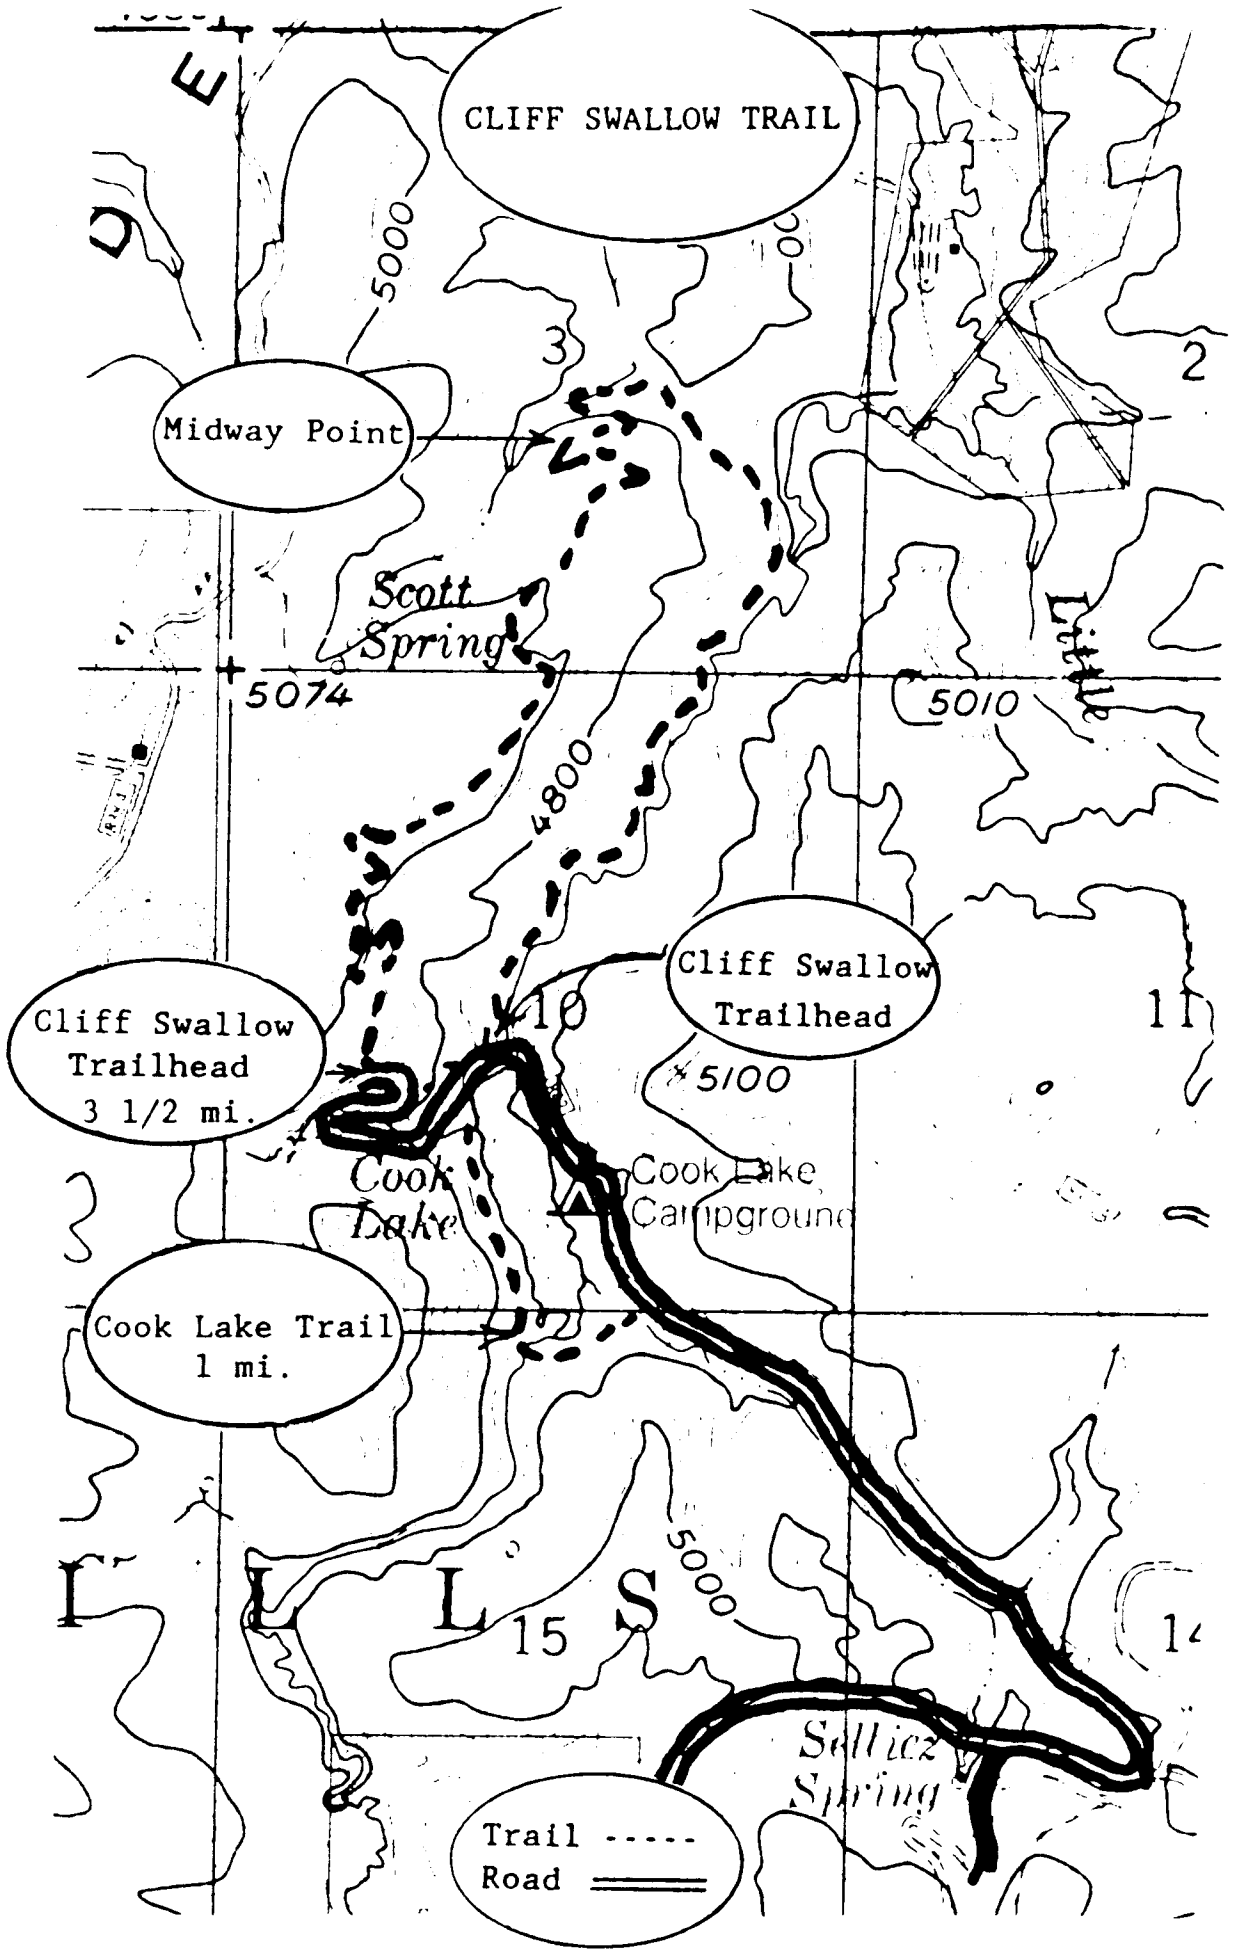 E
CLIFF SWALLOW TRAIL
D
5000
00
3
2
Midway Point
Scott
Spring
5074
5010
Little
4800
Cliff Swallow
Trailhead
10
11
Cliff Swallow
Trailhead
3 1/2 mi.
5100
Cook
Lake
Cook Lake
Campground
Cook Lake Trail
1 mi.
I L L S
5000
15
14
Spring
Trail
Road